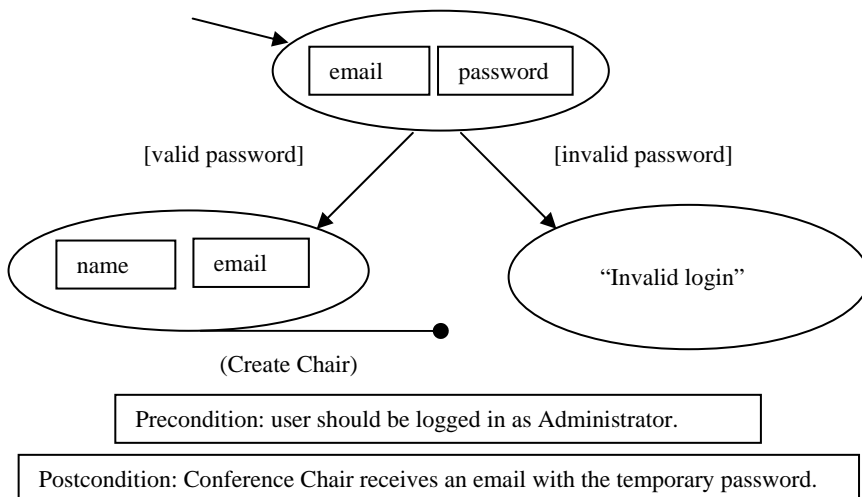 email password
[valid password] [invalid password]
name email
“Invalid login”
(Create Chair)
Precondition: user should be logged in as Administrator.
Postcondition: Conference Chair receives an email with the temporary password.